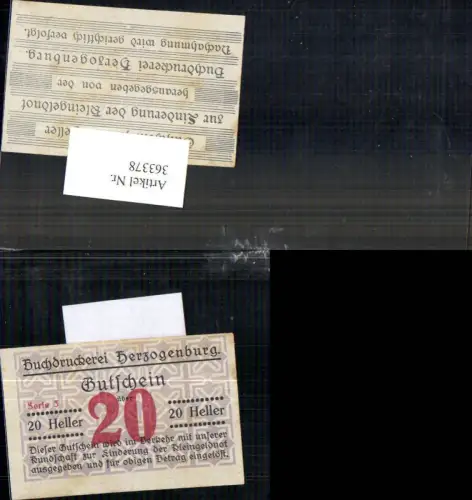 Gutschein
zur Linderung der Kleingeldnot
herausgegeben von der
Buchdruckerei Herzogenburg.
Nachahmung wird gerichtlich verfolgt.
Artikel Nr.
363378
Buchdruckerei Herzogenburg.
Gutschein
über
Serie 3
20 Heller 20 20 Heller
Dieser Gutschein wird im Verkehr mit unserer
Kundschaft zur Linderung der Kleingeldnot
ausgegeben und für obigen Betrag eingelöst.